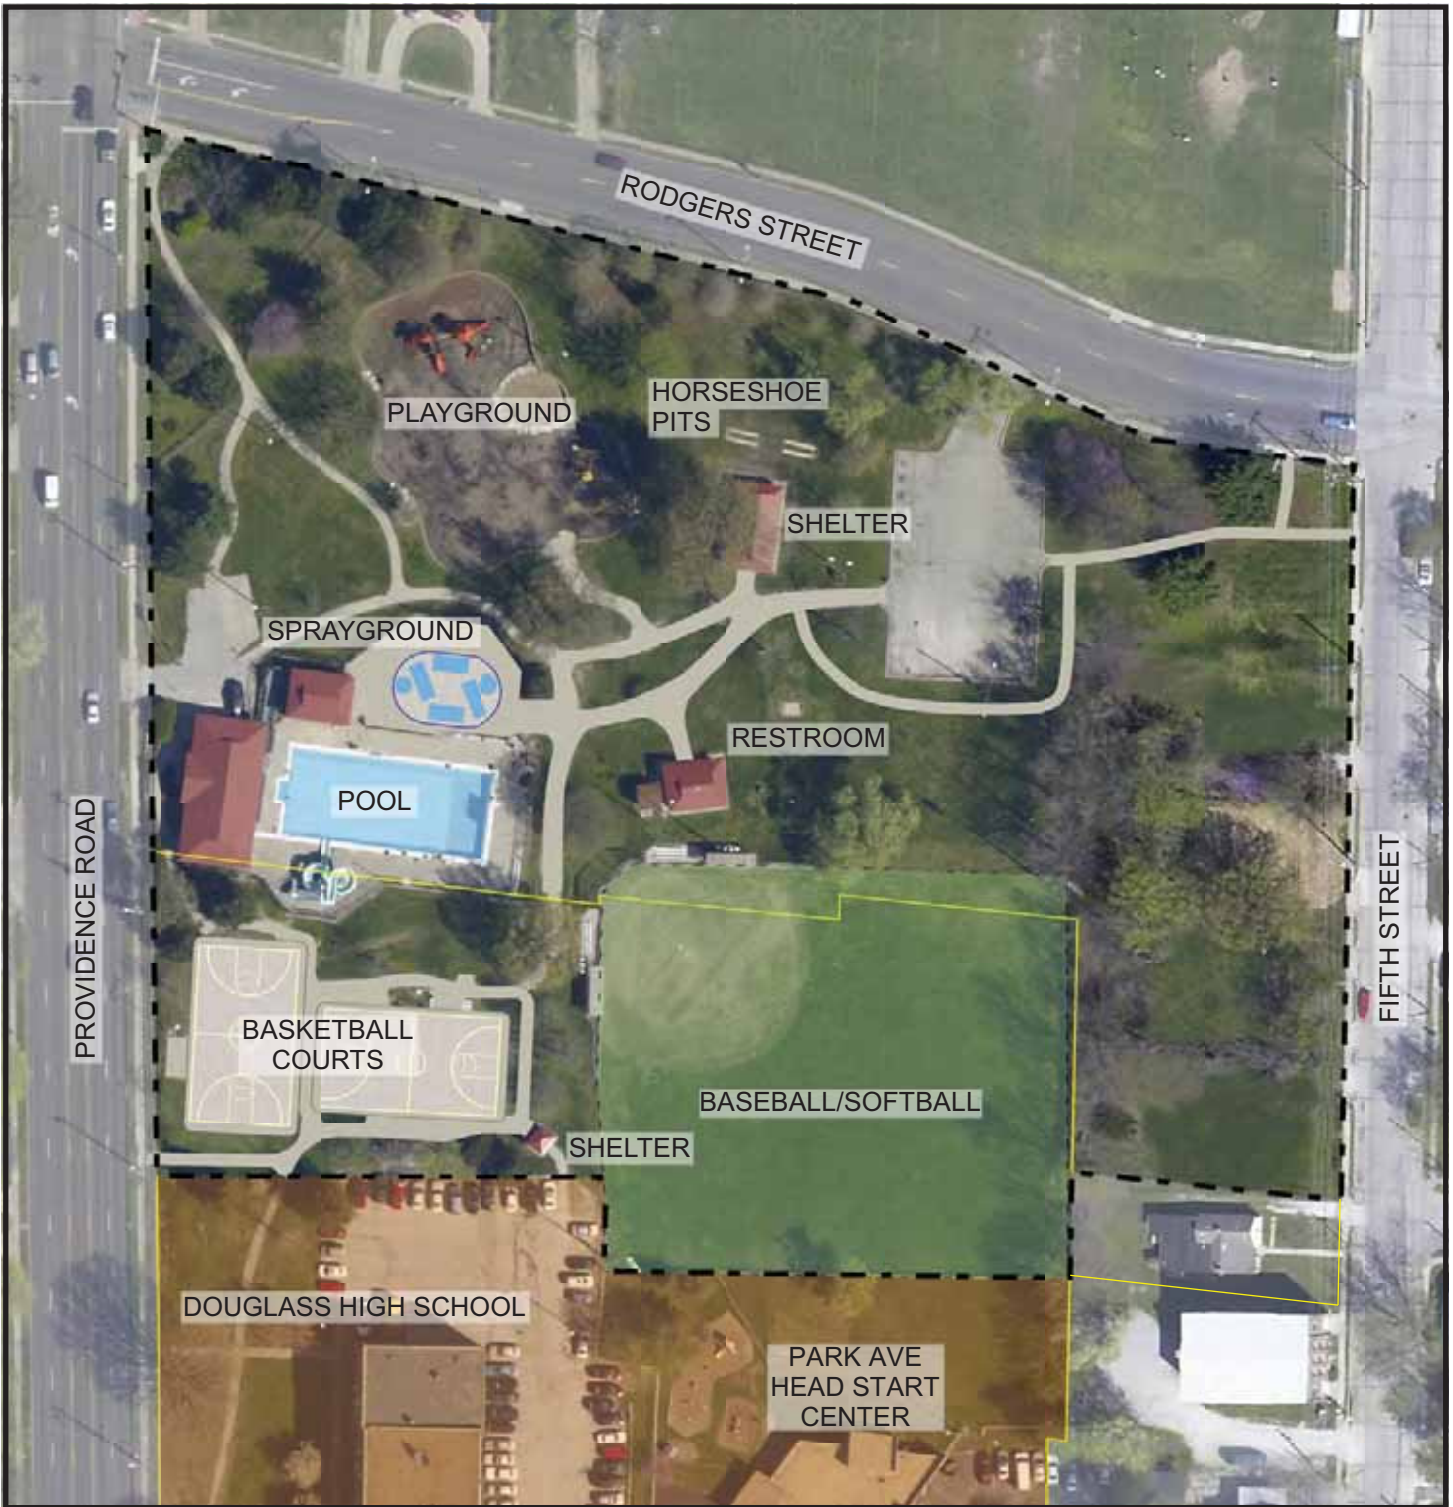 RODGERS STREET
PLAYGROUND
HORSESHOE
PITS
SHELTER
SPRAYGROUND
RESTROOM
POOL
PROVIDENCE ROAD
FIFTH STREET
BASKETBALL
COURTS
BASEBALL/SOFTBALL
SHELTER
DOUGLASS HIGH SCHOOL
PARK AVE
HEAD START
CENTER